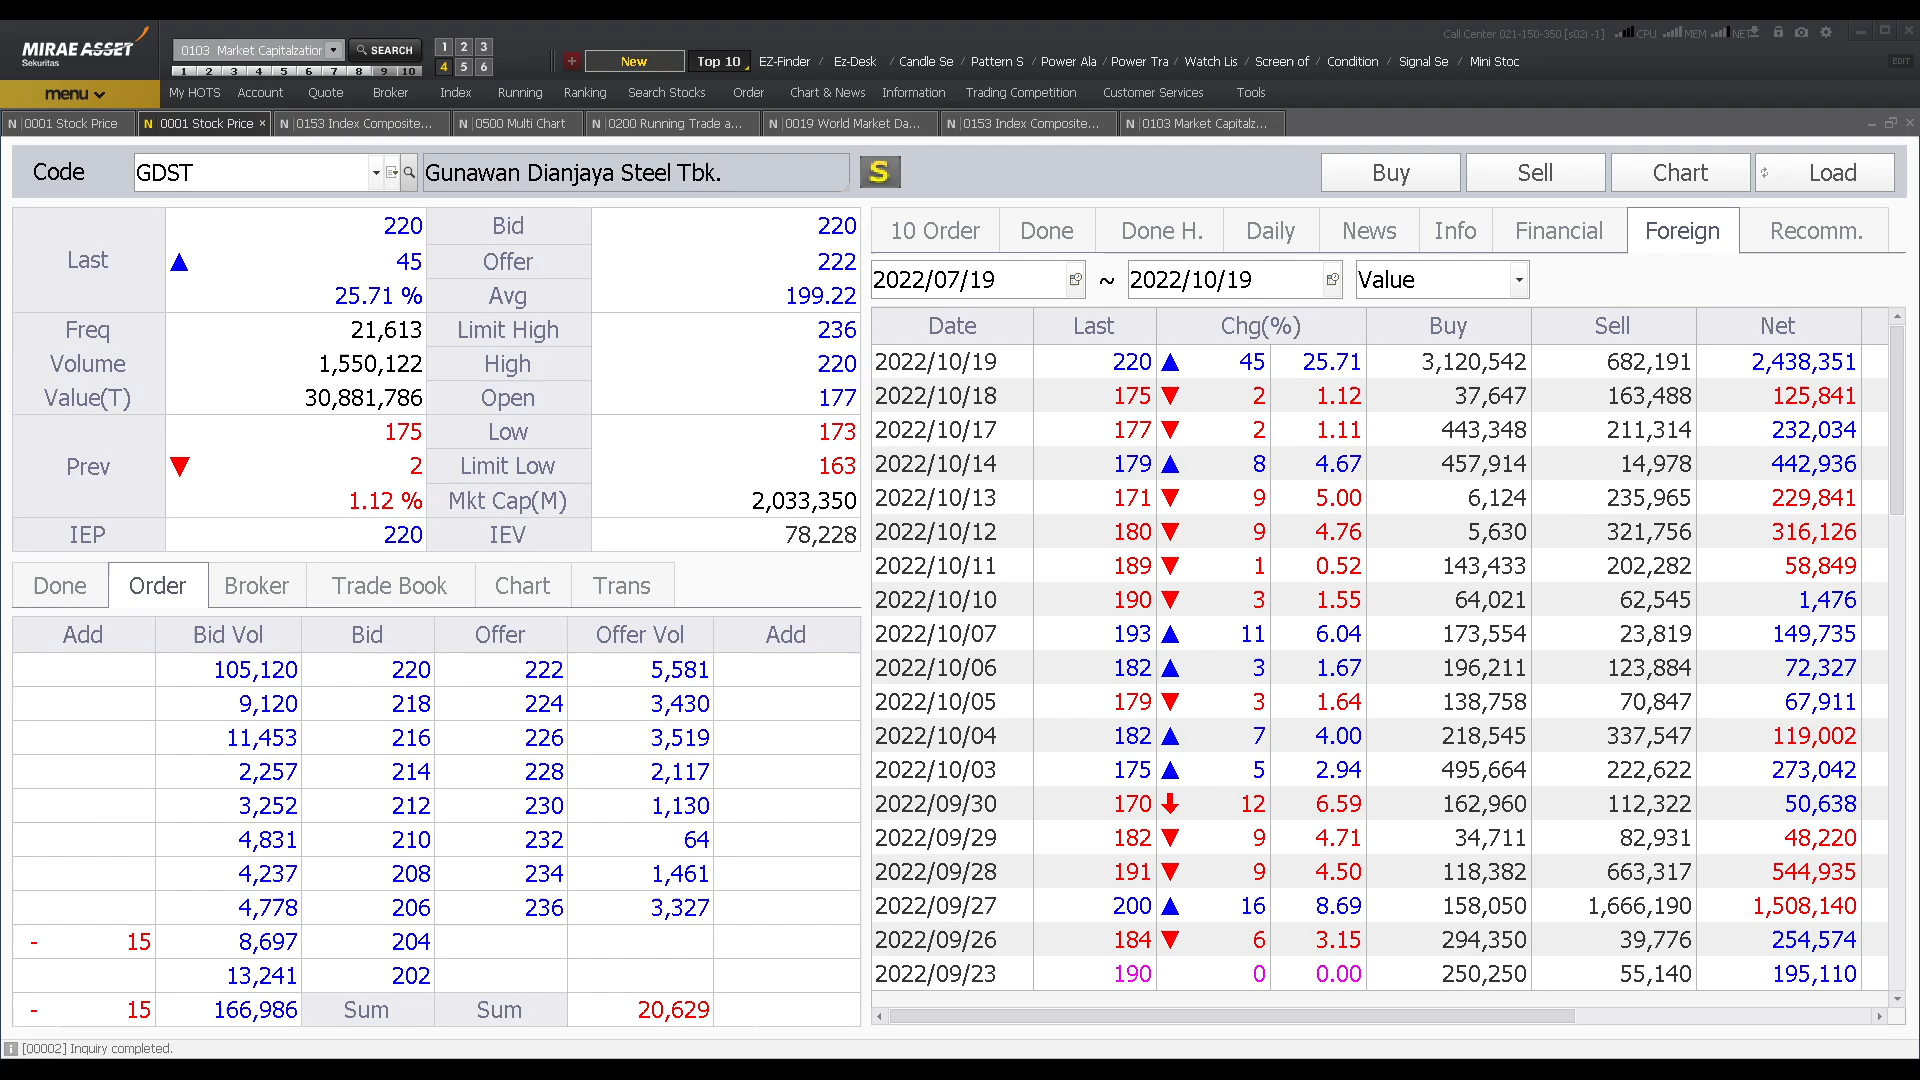 MIRAE ASSET
Sekuritas
0103 Market Capitalzatior
SEARCH
1 2 3
4 5 6
1 2 3 4 5 6 7 8 9 10
New
Top 10
EZ-Finder / Ez-Desk / Candle Se / Pattern S / Power Ala / Power Tra / Watch Lis / Screen of / Condition / Signal Se / Mini Stoc
Call Center 021-150-350 [s02i -1] CPU MEM NET
EDIT
menu
My HOTS Account Quote Broker Index Running Ranking Search Stocks Order Chart & News Information Trading Competition Customer Services Tools
N 0001 Stock Price N 0001 Stock Price × N 0153 Index Composite... N 0500 Multi Chart N 0200 Running Trade a... N 0019 World Market Da... N 0153 Index Composite... N 0103 Market Capitalz...
Code GDST Gunawan Dianjaya Steel Tbk. S Buy Sell Chart Load
Last 220 Bid 220
▲ 45 Offer 222
25.71 % Avg 199.22
Freq 21,613 Limit High 236
Volume 1,550,122 High 220
Value(T) 30,881,786 Open 177
Prev 175 Low 173
▼ 2 Limit Low 163
1.12 % Mkt Cap(M) 2,033,350
IEP 220 IEV 78,228
Done Order Broker Trade Book Chart Trans
Add Bid Vol Bid Offer Offer Vol Add
105,120 220 222 5,581
9,120 218 224 3,430
11,453 216 226 3,519
2,257 214 228 2,117
3,252 212 230 1,130
4,831 210 232 64
4,237 208 234 1,461
4,778 206 236 3,327
- 15 8,697 204
13,241 202
- 15 166,986 Sum Sum 20,629
10 Order Done Done H. Daily News Info Financial Foreign Recomm.
2022/07/19 ~ 2022/10/19 Value
Date Last Chg(%) Buy Sell Net
2022/10/19 220 ▲ 45 25.71 3,120,542 682,191 2,438,351
2022/10/18 175 ▼ 2 1.12 37,647 163,488 125,841
2022/10/17 177 ▼ 2 1.11 443,348 211,314 232,034
2022/10/14 179 ▲ 8 4.67 457,914 14,978 442,936
2022/10/13 171 ▼ 9 5.00 6,124 235,965 229,841
2022/10/12 180 ▼ 9 4.76 5,630 321,756 316,126
2022/10/11 189 ▼ 1 0.52 143,433 202,282 58,849
2022/10/10 190 ▼ 3 1.55 64,021 62,545 1,476
2022/10/07 193 ▲ 11 6.04 173,554 23,819 149,735
2022/10/06 182 ▲ 3 1.67 196,211 123,884 72,327
2022/10/05 179 ▼ 3 1.64 138,758 70,847 67,911
2022/10/04 182 ▲ 7 4.00 218,545 337,547 119,002
2022/10/03 175 ▲ 5 2.94 495,664 222,622 273,042
2022/09/30 170 ↓ 12 6.59 162,960 112,322 50,638
2022/09/29 182 ▼ 9 4.71 34,711 82,931 48,220
2022/09/28 191 ▼ 9 4.50 118,382 663,317 544,935
2022/09/27 200 ▲ 16 8.69 158,050 1,666,190 1,508,140
2022/09/26 184 ▼ 6 3.15 294,350 39,776 254,574
2022/09/23 190 0 0.00 250,250 55,140 195,110
[00002] Inquiry completed.